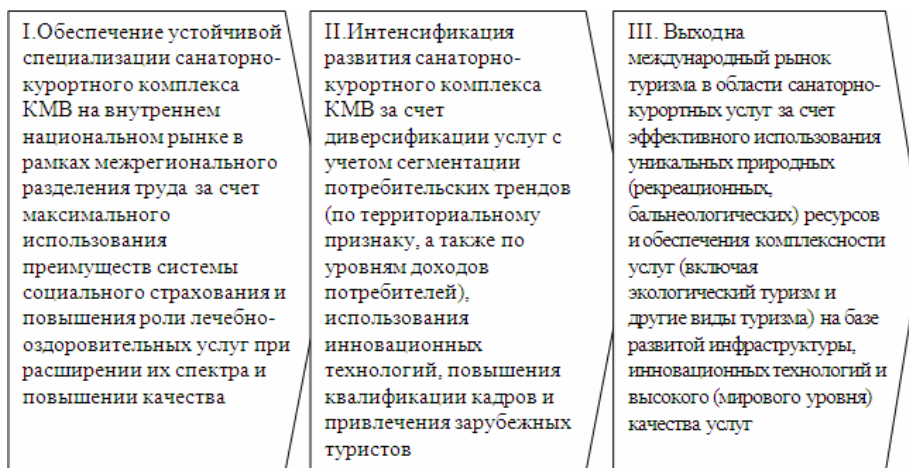 I.Обеспечение устойчивой
специализации санаторно-
курортного комплекса
КМВ на внутреннем
национальном рынке в
рамках межрегионального
разделения труда за счет
максимального
использования
преимуществ системы
социального страхования и
повышения роли лечебно-
оздоровительных услуг при
расширении их спектра и
повышении качества
II.Интенсификация
развития санаторно-
курортного комплекса
КМВ за счет
диверсификации услуг с
учетом сегментации
потребительских трендов
(по территориальному
признаку, а также по
уровням доходов
потребителей),
использования
инновационных
технологий, повышения
квалификации кадров и
привлечения зарубежных
туристов
III. Выход на
международный рынок
туризма в области санаторно-
курортных услуг за счет
эффективного использования
уникальных природных
(рекреационных,
бальнеологических) ресурсов
и обеспечения комплексности
услуг (включая
экологический туризм и
другие виды туризма) на базе
развитой инфраструктуры,
инновационных технологий и
высокого (мирового уровня)
качества услуг